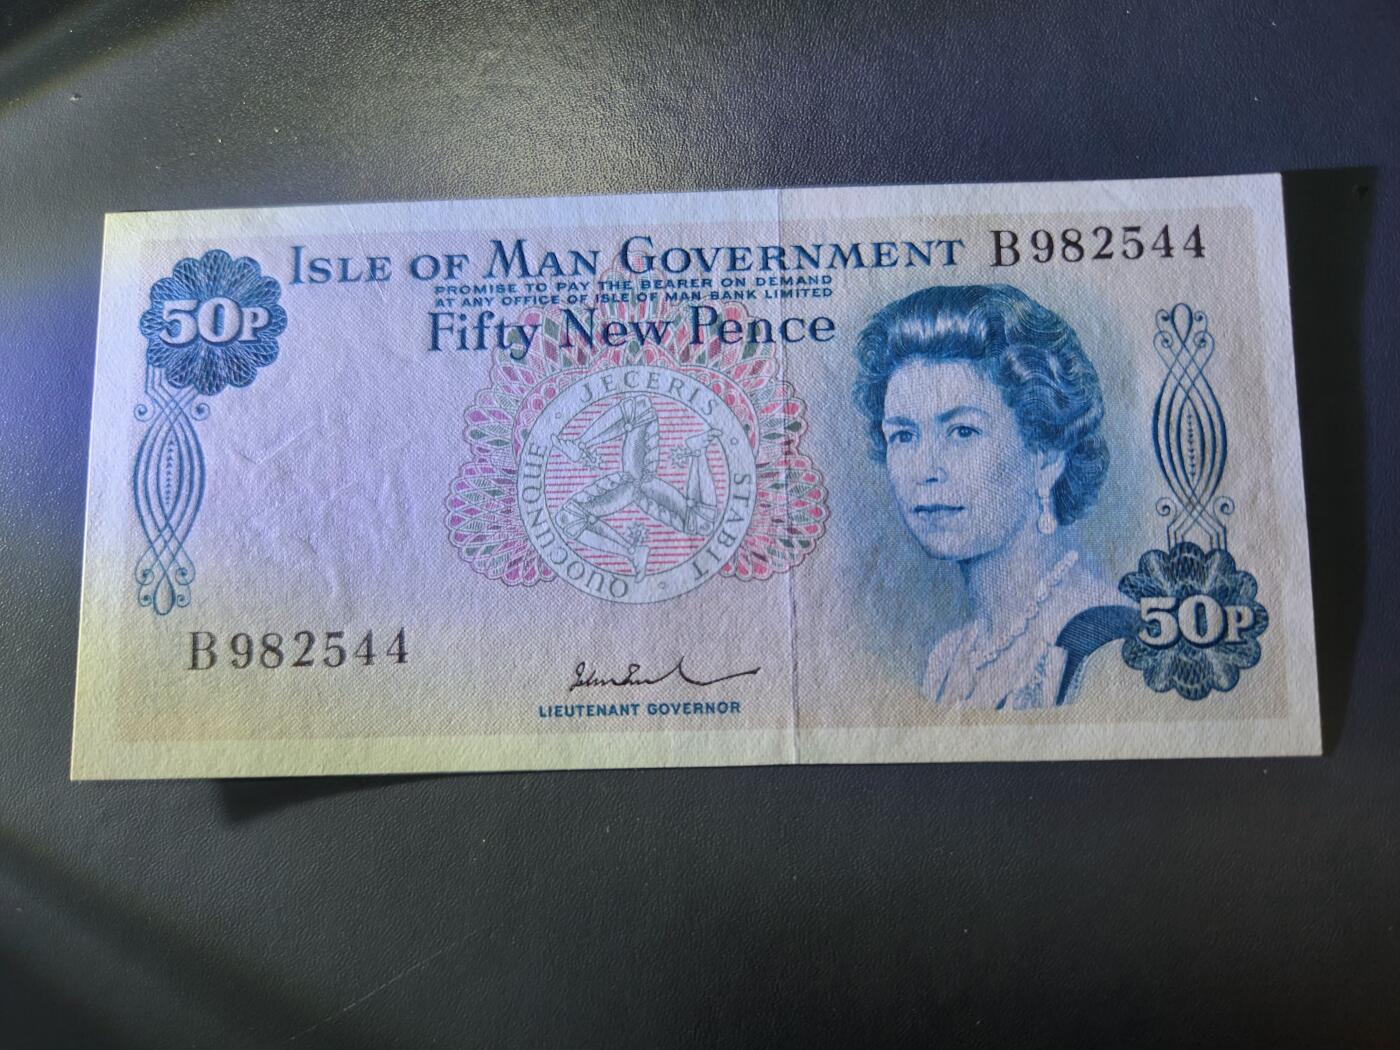 ISLE OF MAN GOVERNMENT
B982544
PROMISE TO PAY THE BEARER ON DEMAND
AT ANY OFFICE OF ISLE OF MAN BANK LIMITED
Fifty New Pence
50P
QUOCUNQUE · JECERIS · STABIT
B982544
LIEUTENANT GOVERNOR
50P